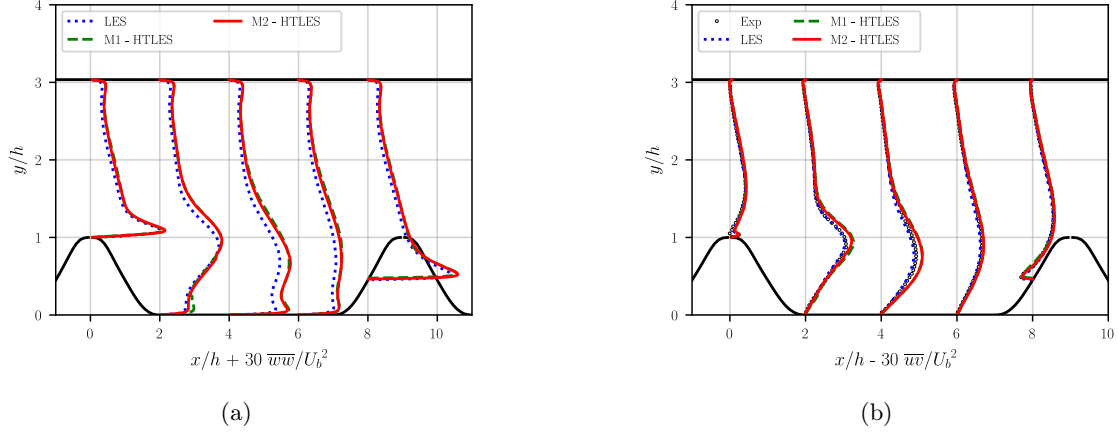 LES
M1 - HTLES
M2 - HTLES
4
3
2
1
0
y/h
0 2 4 6 8 10
x/h + 30 \overline{ww}/U_b^2
(a)
Exp
LES
M1 - HTLES
M2 - HTLES
4
3
2
1
0
y/h
0 2 4 6 8 10
x/h - 30 \overline{uv}/U_b^2
(b)